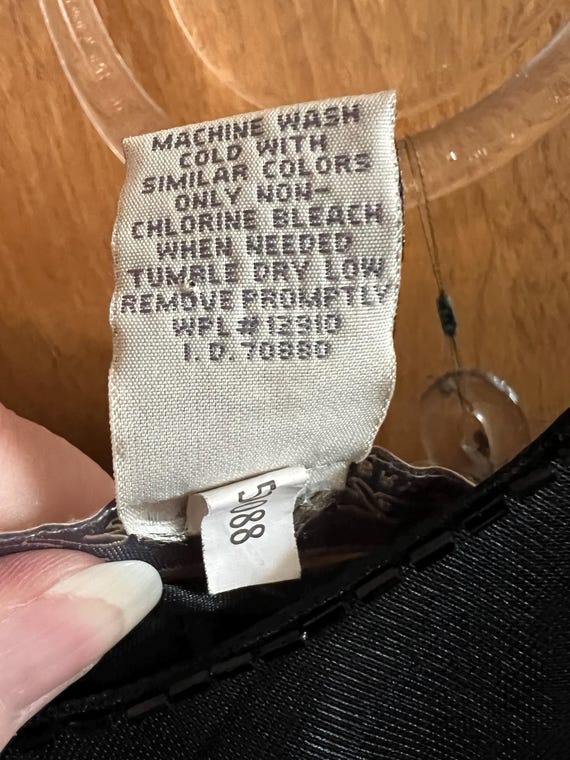 MACHINE WASH
COLD WITH
SIMILAR COLORS
ONLY NON-
CHLORINE BLEACH
WHEN NEEDED
TUMBLE DRY LOW
REMOVE PROMPTLY
WPL # 12310
I.D. 70880
5088